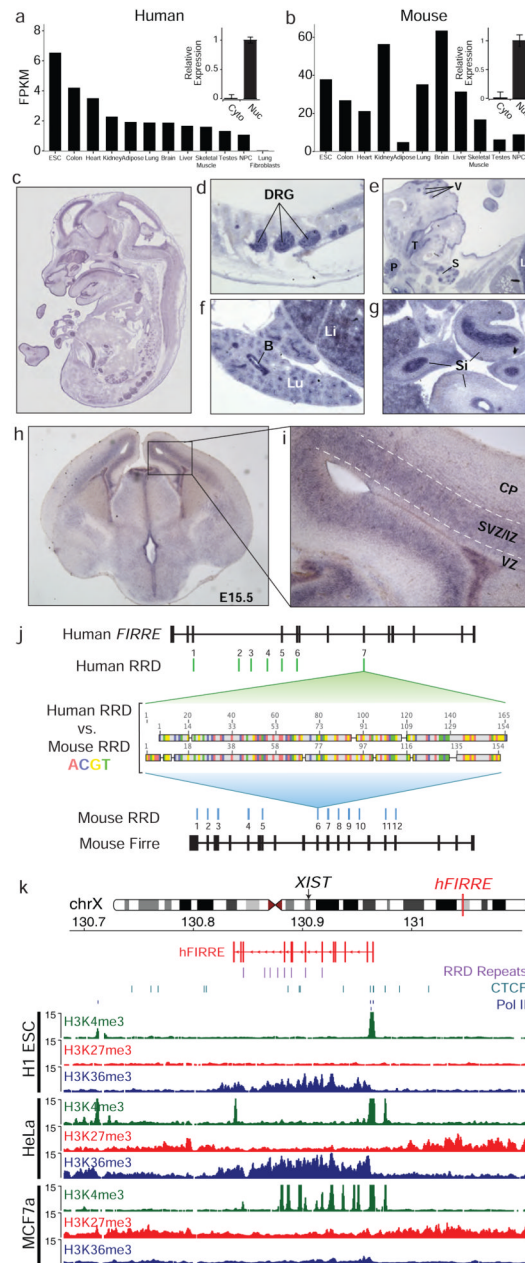 a Human
FPKM
8
6
4
2
0
Relative Expression
1
0.5
0
Cyto Nuc
ESC Colon Heart Kidney Adipose Lung Brain Liver Skeletal Muscle Testes NPC Lung Fibroblasts
b Mouse
60
40
20
0
Relative Expression
1
0.5
0
Cyto Nuc
ESC Colon Heart Kidney Adipose Lung Brain Liver Skeletal Muscle Testes NPC
c
d DRG
e V
T
S
P
L
f B
Li
Lu
g Si
h
E15.5
i
CP
SVZ/IZ
VZ
j
Human FIRRE
Human RRD
1 2 3 4 5 6 7
Human RRD
vs.
Mouse RRD
ACGT
1 20 40 60 80 100 120 140 165
1 14 33 53 73 91 109 128 154
1 18 38 58 77 97 116 135 154
Mouse RRD
1 2 3 4 5 6 7 8 9 10 11 12
Mouse Firre
k
XIST
hFIRRE
chrX
130.7 130.8 130.9 131
hFIRRE
RRD Repeats
CTCF
Pol II
H1 ESC
15 H3K4me3
15 H3K27me3
15 H3K36me3
HeLa
15 H3K4me3
15 H3K27me3
15 H3K36me3
MCF7a
15 H3K4me3
15 H3K27me3
15 H3K36me3